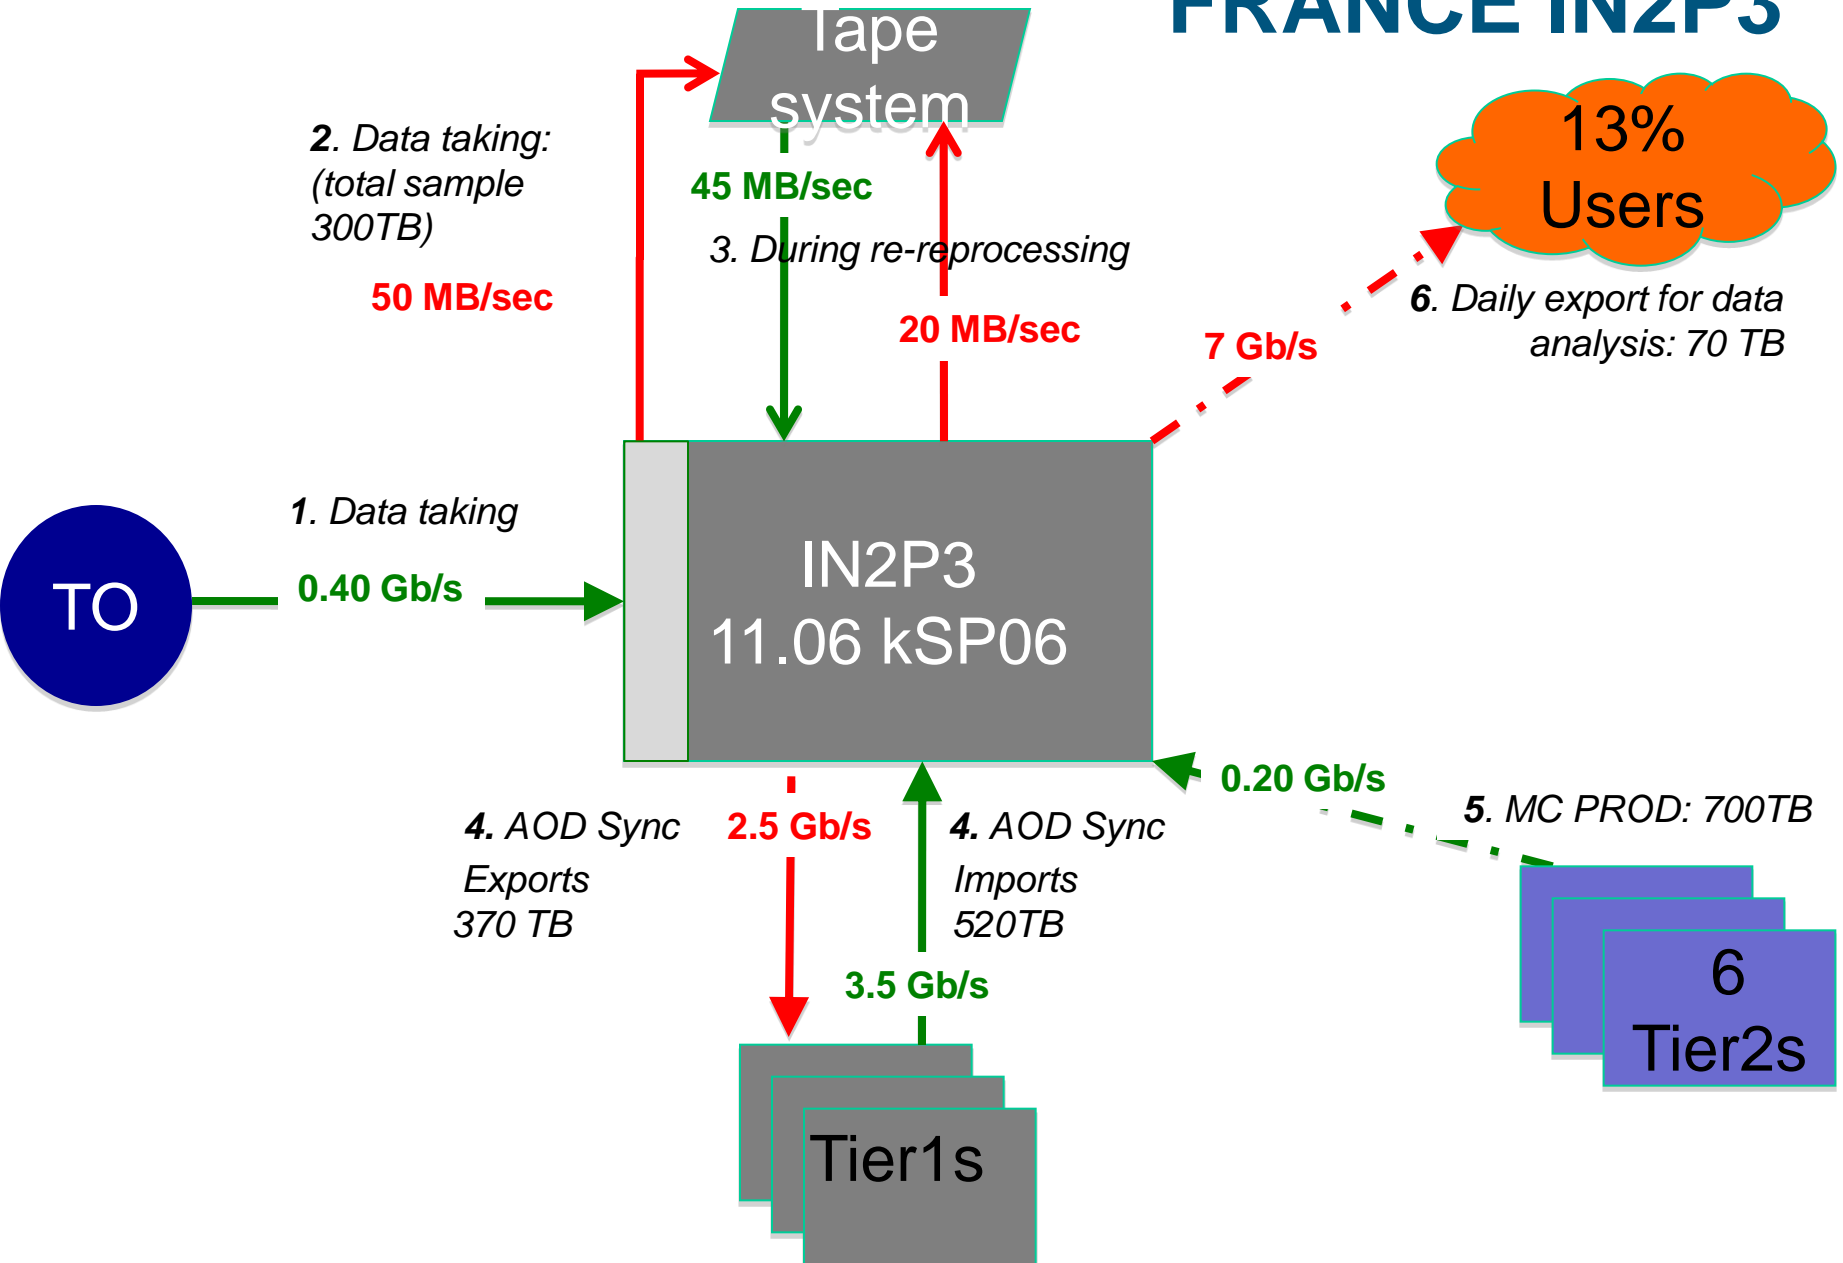 FRANCE IN2P3
Tape
system
13%
Users
2. Data taking:
(total sample
300TB)
50 MB/sec
45 MB/sec
3. During re-reprocessing
20 MB/sec
7 Gb/s
6. Daily export for data
analysis: 70 TB
1. Data taking
0.40 Gb/s
TO
IN2P3
11.06 kSP06
0.20 Gb/s
5. MC PROD: 700TB
4. AOD Sync
Exports
370 TB
2.5 Gb/s
4. AOD Sync
Imports
520TB
3.5 Gb/s
6
Tier2s
Tier1s